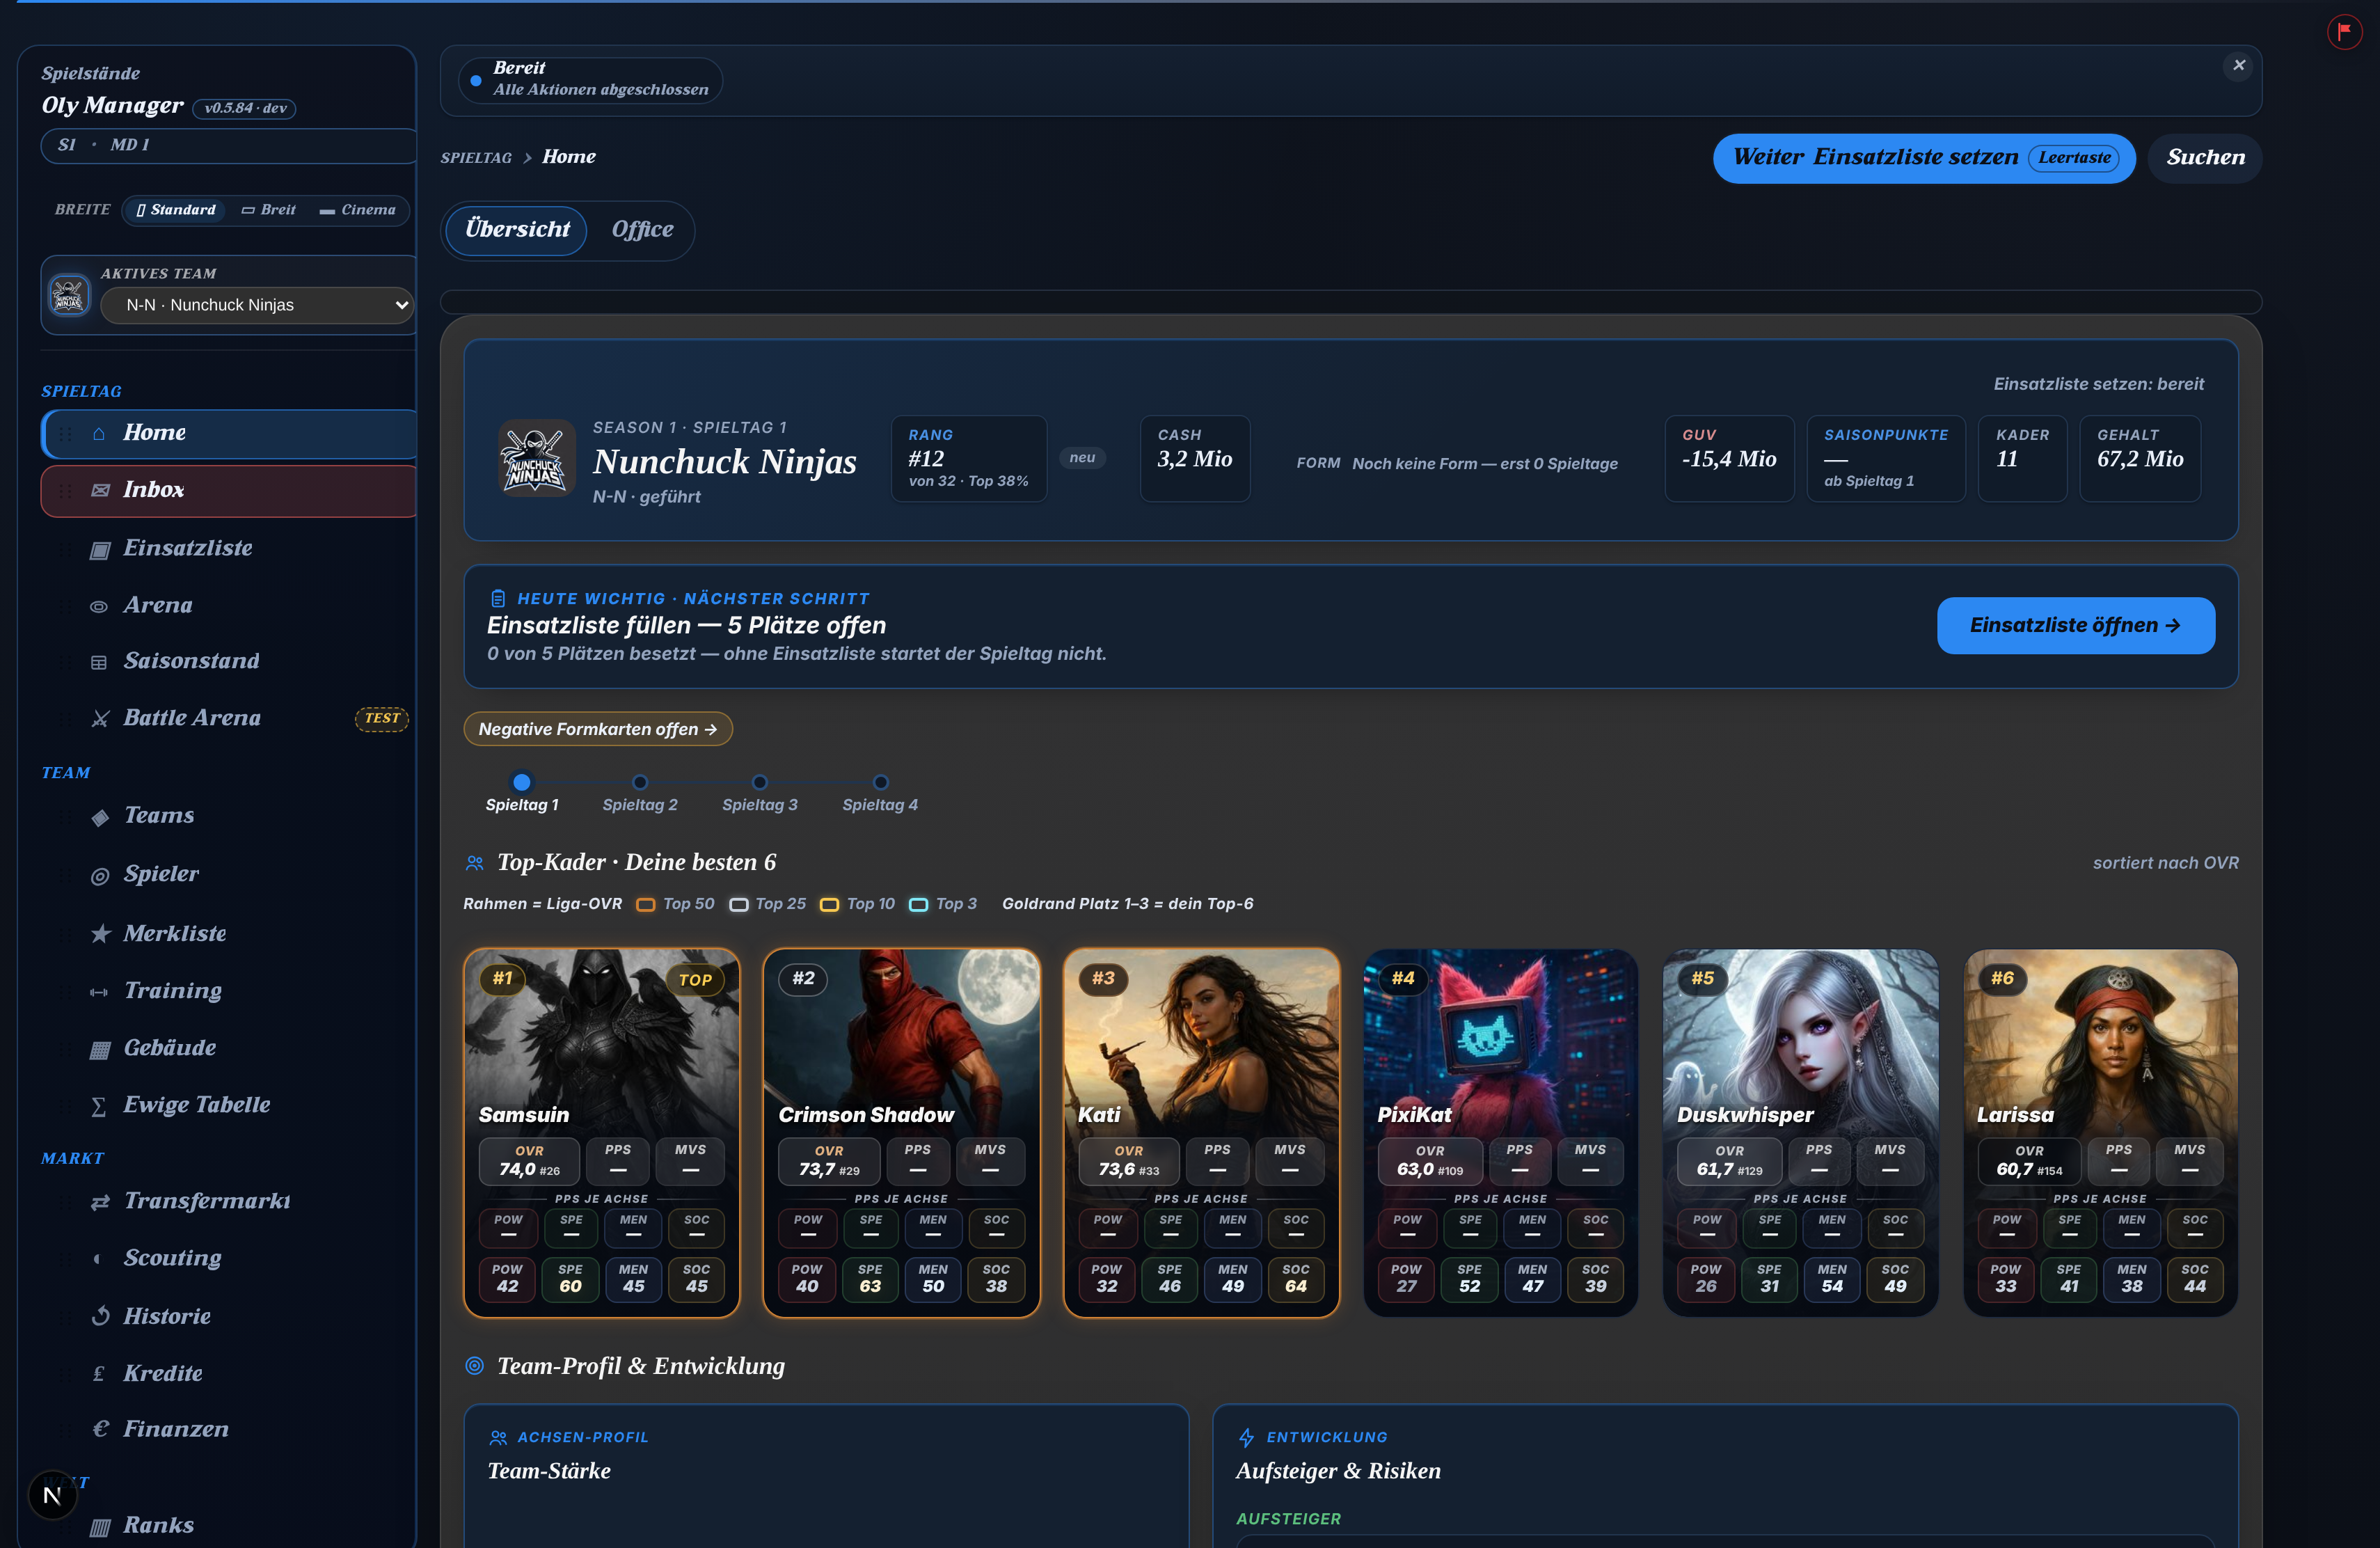 Spielstände
Oly Manager v0.5.84 · dev
S1 · MD 1
BREITE Standard Breit Cinema
AKTIVES TEAM
N-N · Nunchuck Ninjas
SPIELTAG
Home
Inbox
Einsatzliste
Arena
Saisonstand
Battle Arena TEST
TEAM
Teams
Spieler
Merkliste
Training
Gebäude
Ewige Tabelle
MARKT
Transfermarkt
Scouting
Historie
Kredite
Finanzen
Ranks
Bereit
Alle Aktionen abgeschlossen
SPIELTAG > Home
Weiter Einsatzliste setzen Leertaste
Suchen
Übersicht Office
Einsatzliste setzen: bereit
NUNCHUCK NINJAS
SEASON 1 · SPIELTAG 1
Nunchuck Ninjas
N-N · geführt
RANG
#12
von 32 · Top 38%
neu
CASH
3,2 Mio
FORM Noch keine Form — erst 0 Spieltage
GUV
-15,4 Mio
SAISONPUNKTE
—
ab Spieltag 1
KADER
11
GEHALT
67,2 Mio
HEUTE WICHTIG · NÄCHSTER SCHRITT
Einsatzliste füllen — 5 Plätze offen
0 von 5 Plätzen besetzt — ohne Einsatzliste startet der Spieltag nicht.
Einsatzliste öffnen →
Negative Formkarten offen →
Spieltag 1 Spieltag 2 Spieltag 3 Spieltag 4
Top-Kader · Deine besten 6
sortiert nach OVR
Rahmen = Liga-OVR Top 50 Top 25 Top 10 Top 3 Goldrand Platz 1–3 = dein Top-6
#1 TOP
Samsuin
OVR PPS MVS
74,0 #26 — —
PPS JE ACHSE
POW SPE MEN SOC
— — — —
POW SPE MEN SOC
42 60 45 45
#2
Crimson Shadow
OVR PPS MVS
73,7 #29 — —
PPS JE ACHSE
POW SPE MEN SOC
— — — —
POW SPE MEN SOC
40 63 50 38
#3
Kati
OVR PPS MVS
73,6 #33 — —
PPS JE ACHSE
POW SPE MEN SOC
— — — —
POW SPE MEN SOC
32 46 49 64
#4
PixiKat
OVR PPS MVS
63,0 #109 — —
PPS JE ACHSE
POW SPE MEN SOC
— — — —
POW SPE MEN SOC
27 52 47 39
#5
Duskwhisper
OVR PPS MVS
61,7 #129 — —
PPS JE ACHSE
POW SPE MEN SOC
— — — —
POW SPE MEN SOC
26 31 54 49
#6
Larissa
OVR PPS MVS
60,7 #154 — —
PPS JE ACHSE
POW SPE MEN SOC
— — — —
POW SPE MEN SOC
33 41 38 44
Team-Profil & Entwicklung
ACHSEN-PROFIL
Team-Stärke
ENTWICKLUNG
Aufsteiger & Risiken
AUFSTEIGER